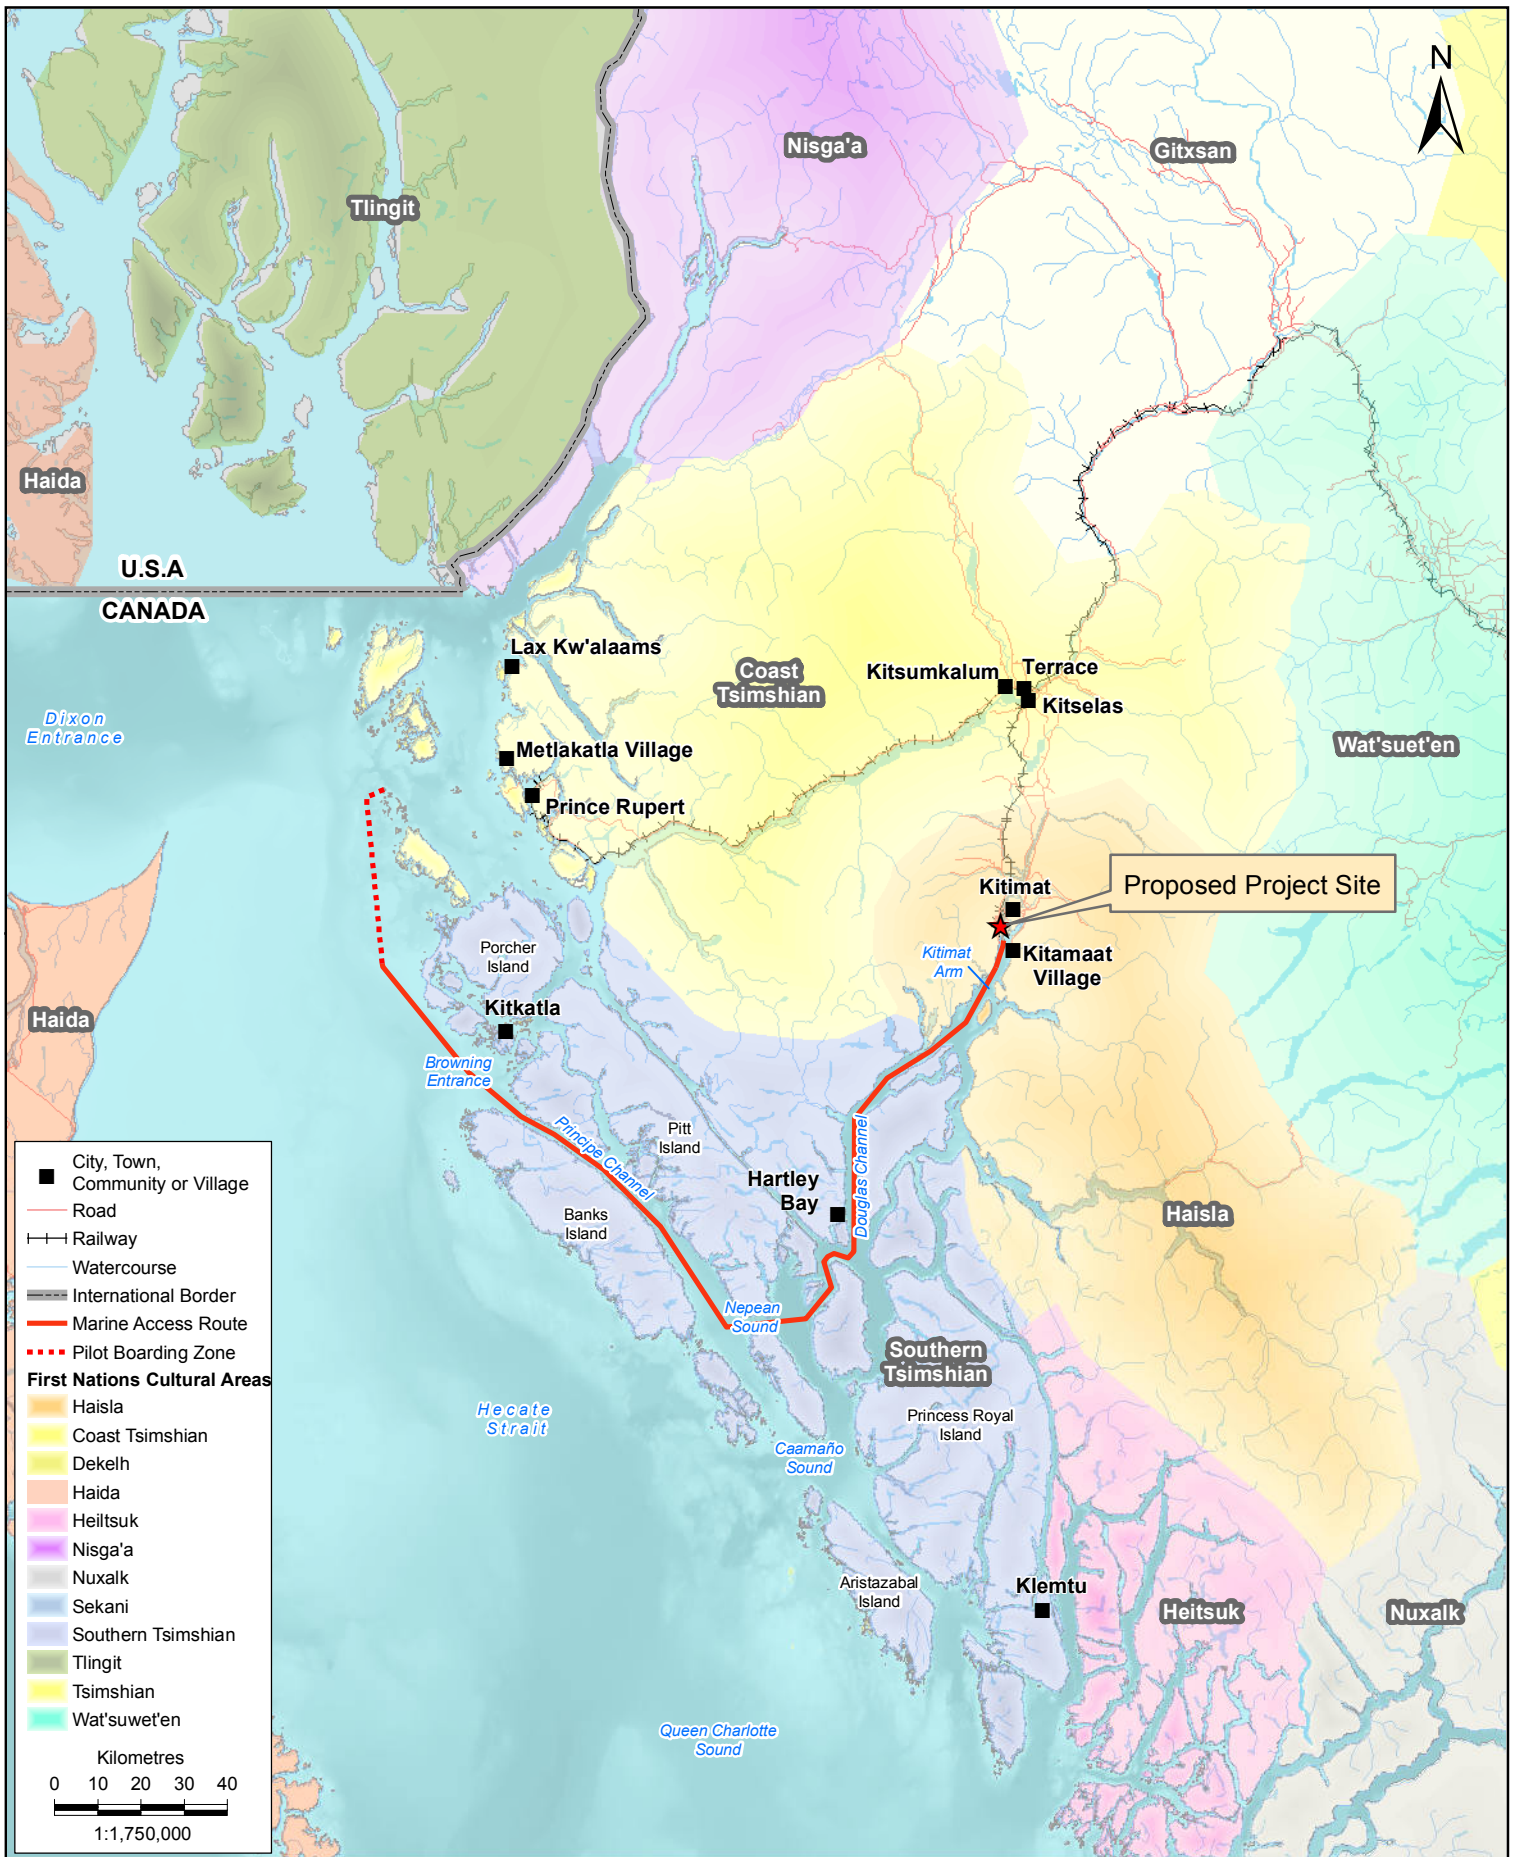 N
Nisga'a
Gitxsan
Tlingit
Haida
U.S.A
CANADA
Lax Kw'alaams
Coast
Tsimshian
Kitsumkalum
Terrace
Kitselas
Dixon
Entrance
Metlakatla Village
Wat'suet'en
Prince Rupert
Proposed Project Site
Kitimat
Porcher
Island
Kitimat
Arm
Kitamaat
Village
Haida
Kitkatla
Browning
Entrance
Principe Channel
Pitt
Island
Douglas Channel
Hartley
Bay
Banks
Island
Haisla
Nepean
Sound
Southern
Tsimshian
Hecate
Strait
Princess Royal
Island
Caamaño
Sound
Aristazabal
Island
Klemtu
Heitsuk
Nuxalk
Queen Charlotte
Sound
City, Town,
Community or Village
Road
Railway
Watercourse
International Border
Marine Access Route
Pilot Boarding Zone
First Nations Cultural Areas
Haisla
Coast Tsimshian
Dekelh
Haida
Heiltsuk
Nisga'a
Nuxalk
Sekani
Southern Tsimshian
Tlingit
Tsimshian
Wat'suwet'en
Kilometres
0 10 20 30 40
1:1,750,000